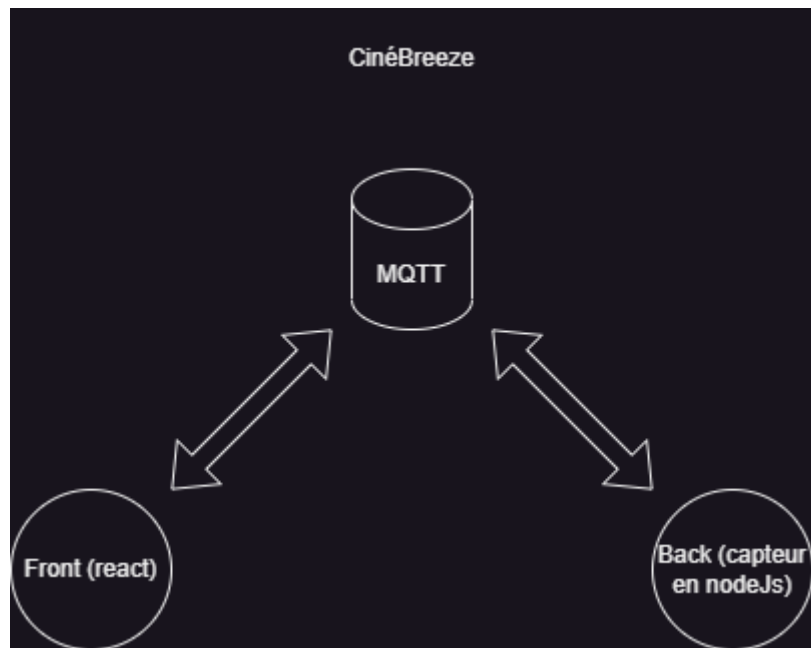 CinéBreeze
MQTT
Front (react)
Back (capteur
en nodeJs)